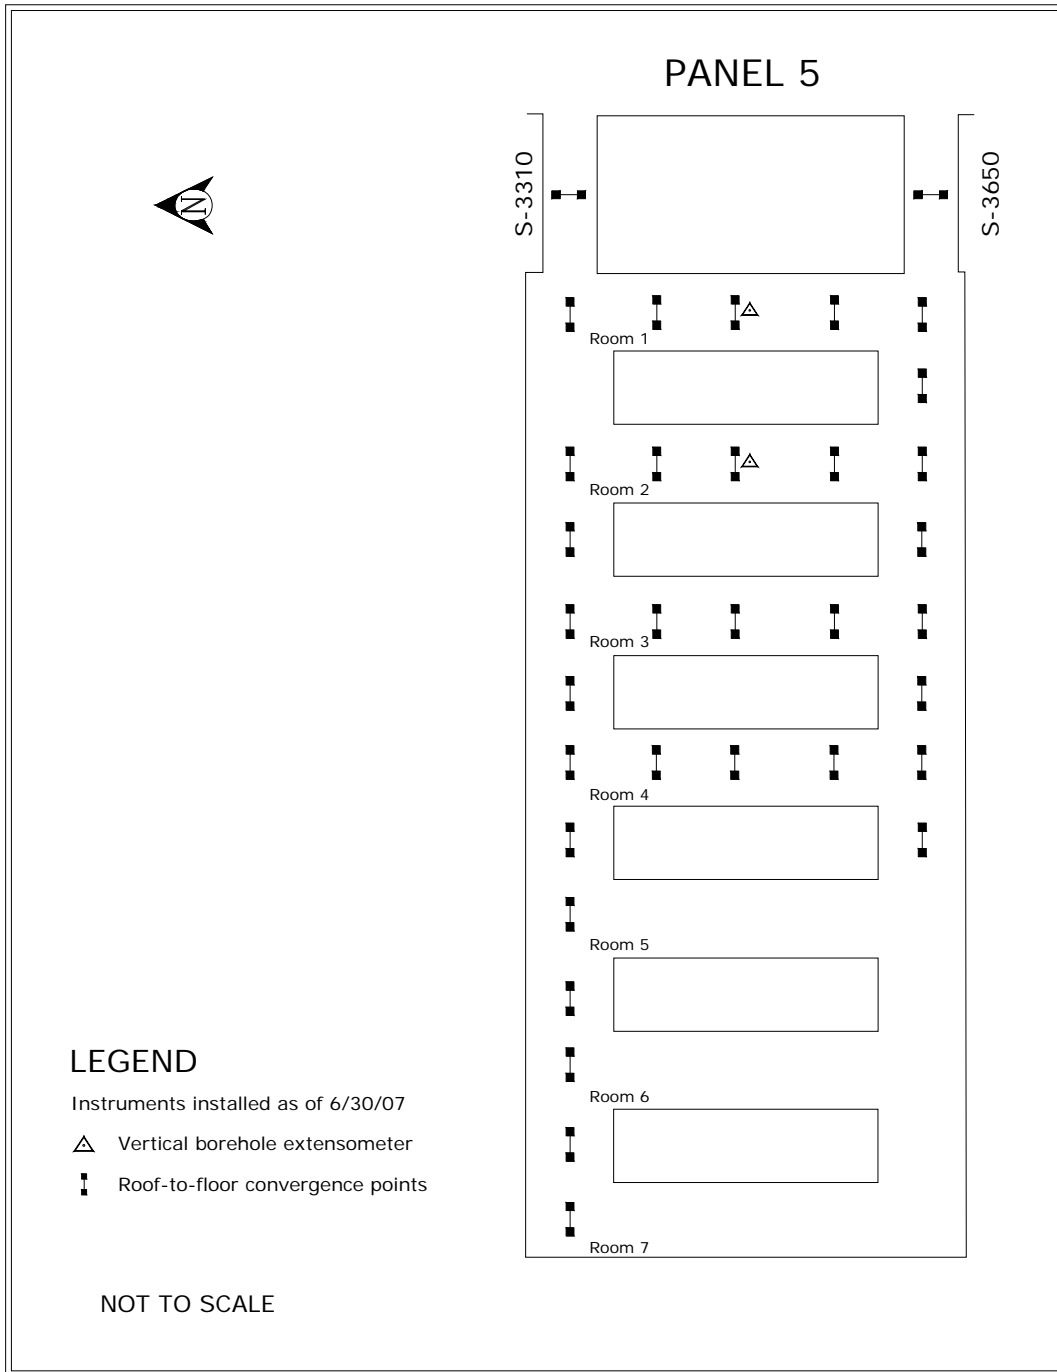 PANEL 5
S-3310
S-3650
N
Room 1
Room 2
Room 3
Room 4
Room 5
Room 6
Room 7
LEGEND
Instruments installed as of 6/30/07
Vertical borehole extensometer
Roof-to-floor convergence points
NOT TO SCALE